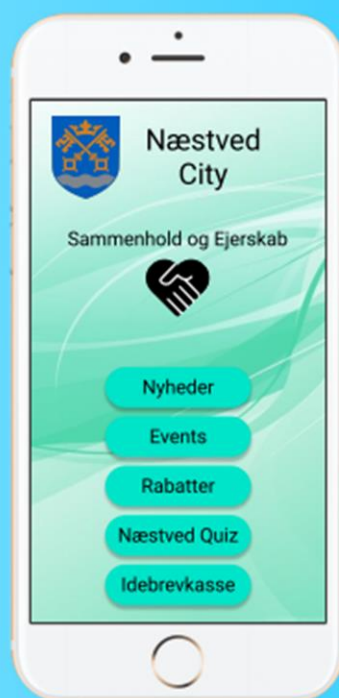 Næstved
City
Sammenhold og Ejerskab
Nyheder
Events
Rabatter
Næstved Quiz
Idebrevkasse